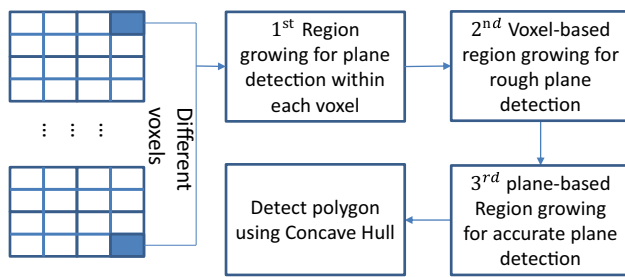 Different
voxels
1st Region
growing for plane
detection within
each voxel
2nd Voxel-based
region growing for
rough plane
detection
3rd plane-based
Region growing
for accurate plane
detection
Detect polygon
using Concave Hull